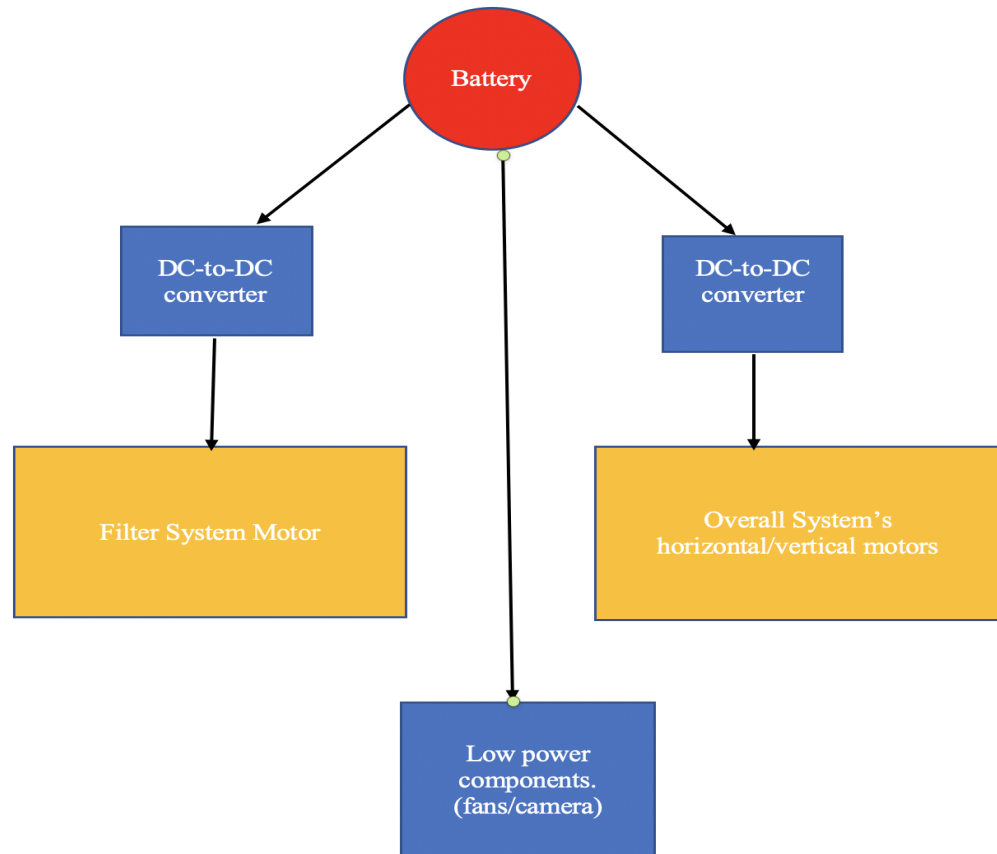 Battery
DC-to-DC
converter
DC-to-DC
converter
Filter System Motor
Overall System’s
horizontal/vertical motors
Low power
components.
(fans/camera)